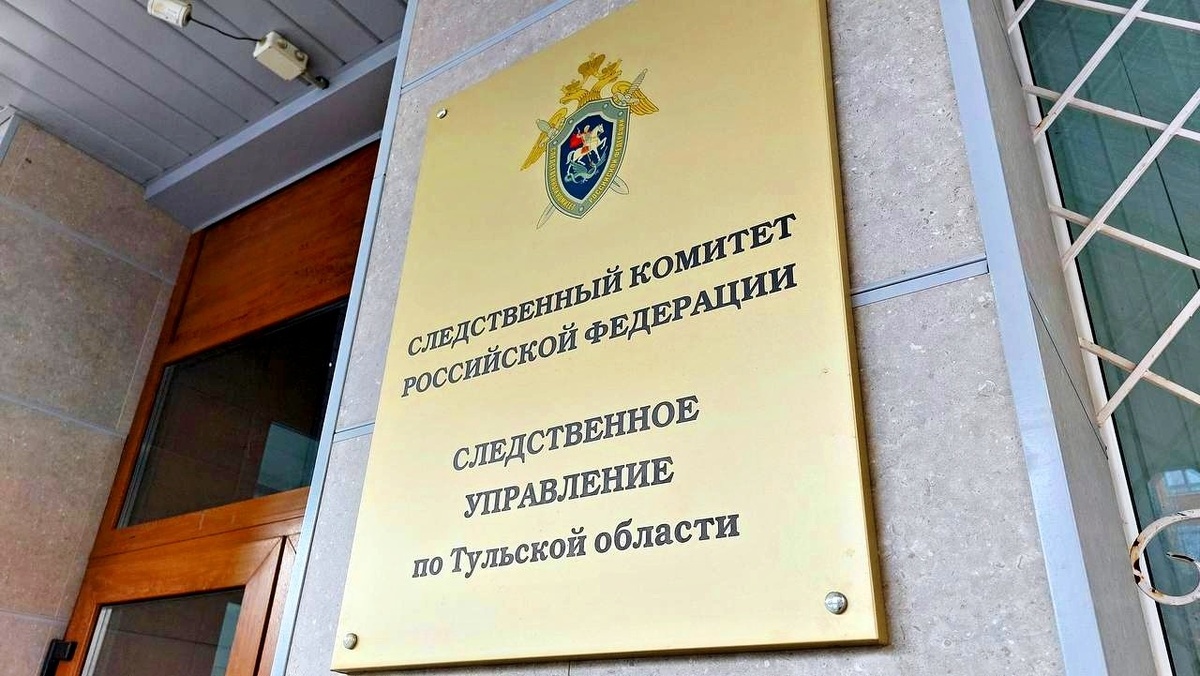 СЛЕДСТВЕННЫЙ КОМИТЕТ
РОССИЙСКОЙ ФЕДЕРАЦИИ
СЛЕДСТВЕННОЕ
УПРАВЛЕНИЕ
по Тульской области